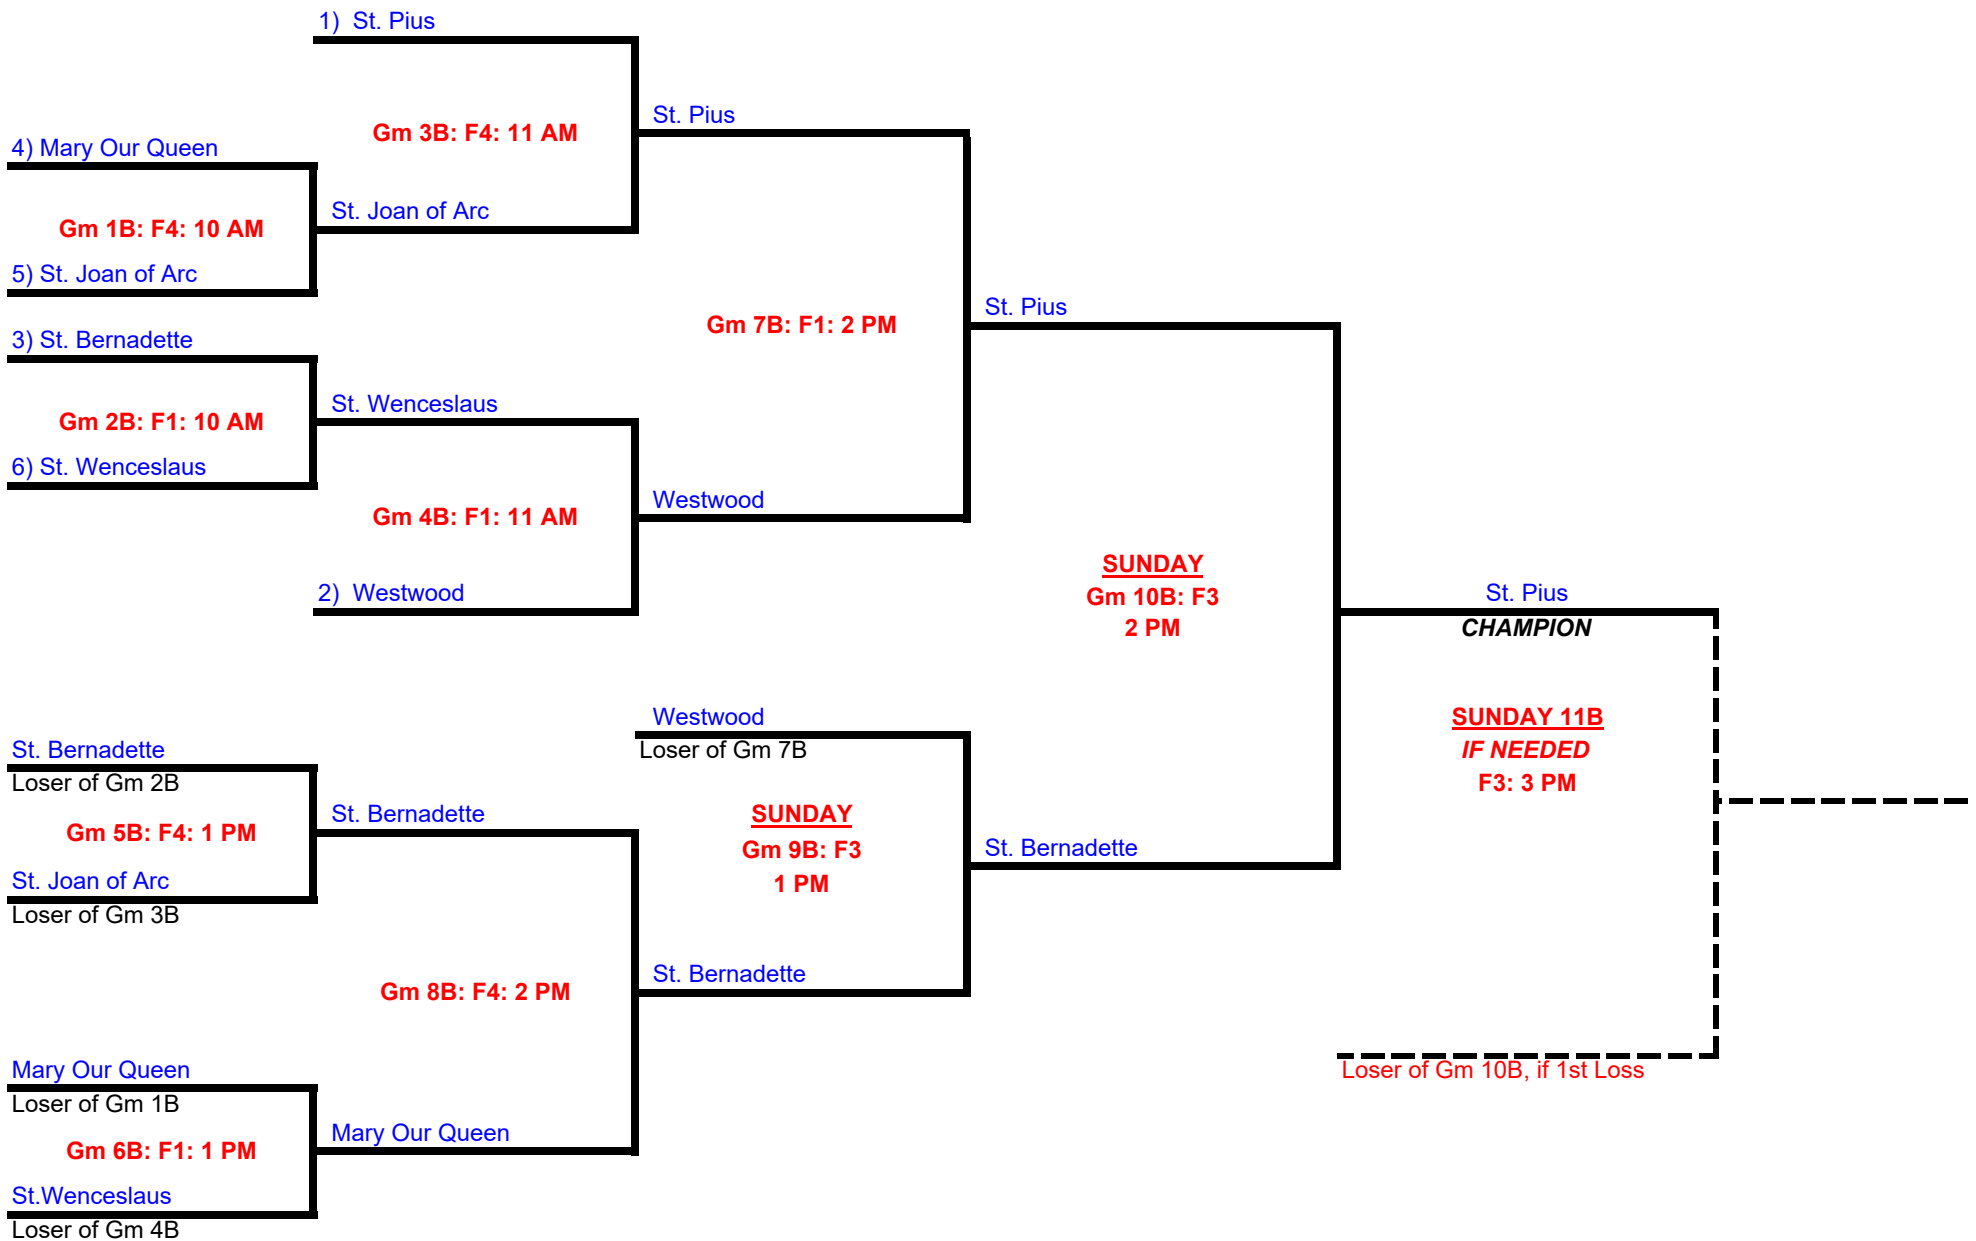 1)  St. Pius
Gm 3B: F4: 11 AM
St. Pius
4) Mary Our Queen
Gm 1B: F4: 10 AM
St. Joan of Arc
5) St. Joan of Arc
Gm 7B: F1: 2 PM
St. Pius
3) St. Bernadette
Gm 2B: F1: 10 AM
St. Wenceslaus
6) St. Wenceslaus
Gm 4B: F1: 11 AM
Westwood
2)  Westwood
SUNDAY
Gm 10B: F3
2 PM
St. Pius
CHAMPION
SUNDAY 11B
IF NEEDED
F3: 3 PM
Westwood
Loser of Gm 7B
St. Bernadette
Loser of Gm 2B
Gm 5B: F4: 1 PM
St. Bernadette
St. Joan of Arc
Loser of Gm 3B
SUNDAY
Gm 9B: F3
1 PM
St. Bernadette
Gm 8B: F4: 2 PM
St. Bernadette
Mary Our Queen
Loser of Gm 1B
Gm 6B: F1: 1 PM
Mary Our Queen
St.Wenceslaus
Loser of Gm 4B
Loser of Gm 10B, if 1st Loss